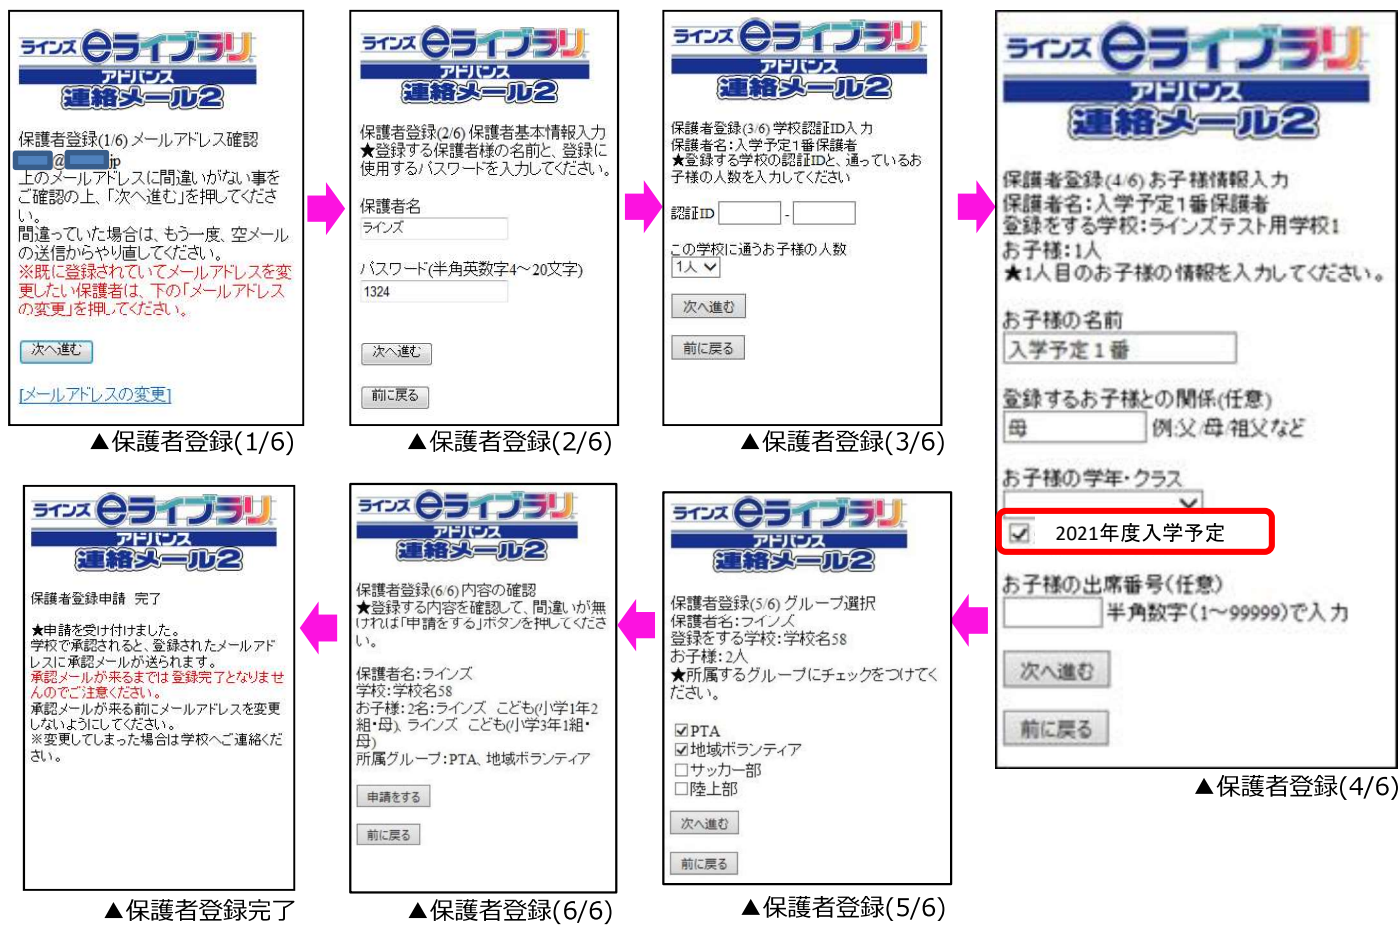 ラインズ eライブラリ
アドバンス
連絡メール2
保護者登録(1/6) メールアドレス確認
@ jp
上のメールアドレスに間違いがない事を
ご確認の上、「次へ進む」を押してくださ
い。
間違っていた場合は、もう一度、空メール
の送信からやり直してください。
※既に登録されていてメールアドレスを変
更したい保護者は、下の「メールアドレス
の変更」を押してください。
次へ進む
[メールアドレスの変更]
▲保護者登録(1/6)
ラインズ eライブラリ
アドバンス
連絡メール2
保護者登録(2/6) 保護者基本情報入力
★登録する保護者様の名前と、登録に
使用するパスワードを入力してください。
保護者名
ラインズ
パスワード(半角英数字4～20文字)
1324
次へ進む
前に戻る
▲保護者登録(2/6)
ラインズ eライブラリ
アドバンス
連絡メール2
保護者登録(3/6) 学校認証ID入力
保護者名：入学予定1番保護者
★登録する学校の認証IDと、通っているお
子様の人数を入力してください
認証ID -
この学校に通うお子様の人数
1人
次へ進む
前に戻る
▲保護者登録(3/6)
ラインズ eライブラリ
アドバンス
連絡メール2
保護者登録(4/6) お子様情報入力
保護者名：入学予定1番保護者
登録をする学校：ラインズテスト用学校1
お子様：1人
★1人目のお子様の情報を入力してください。
お子様の名前
入学予定１番
登録するお子様との関係(任意)
母 例:父/母/祖父など
お子様の学年・クラス
2021年度入学予定
お子様の出席番号(任意)
半角数字(1～99999)で入力
次へ進む
前に戻る
▲保護者登録(4/6)
ラインズ eライブラリ
アドバンス
連絡メール2
保護者登録(5/6) グループ選択
保護者名：ラインズ
登録をする学校：学校名58
お子様：2人
★所属するグループにチェックをつけてく
ださい。
☑PTA
☑地域ボランティア
□サッカー部
□陸上部
次へ進む
前に戻る
▲保護者登録(5/6)
ラインズ eライブラリ
アドバンス
連絡メール2
保護者登録(6/6) 内容の確認
★登録する内容を確認して、間違いが無
ければ「申請をする」ボタンを押してくださ
い。
保護者名：ラインズ
学校：学校名58
お子様：2名：ラインズ こども(小学1年2
組・母), ラインズ こども(小学3年1組・
母)
所属グループ：PTA、地域ボランティア
申請をする
前に戻る
▲保護者登録(6/6)
ラインズ eライブラリ
アドバンス
連絡メール2
保護者登録申請 完了
★申請を受け付けました。
学校で承認されると、登録されたメールアド
レスに承認メールが送られます。
承認メールが来るまでは登録完了となりませ
んのでご注意ください。
承認メールが来る前にメールアドレスを変更
しないようにしてください。
※変更してしまった場合は学校へご連絡くだ
さい。
▲保護者登録完了